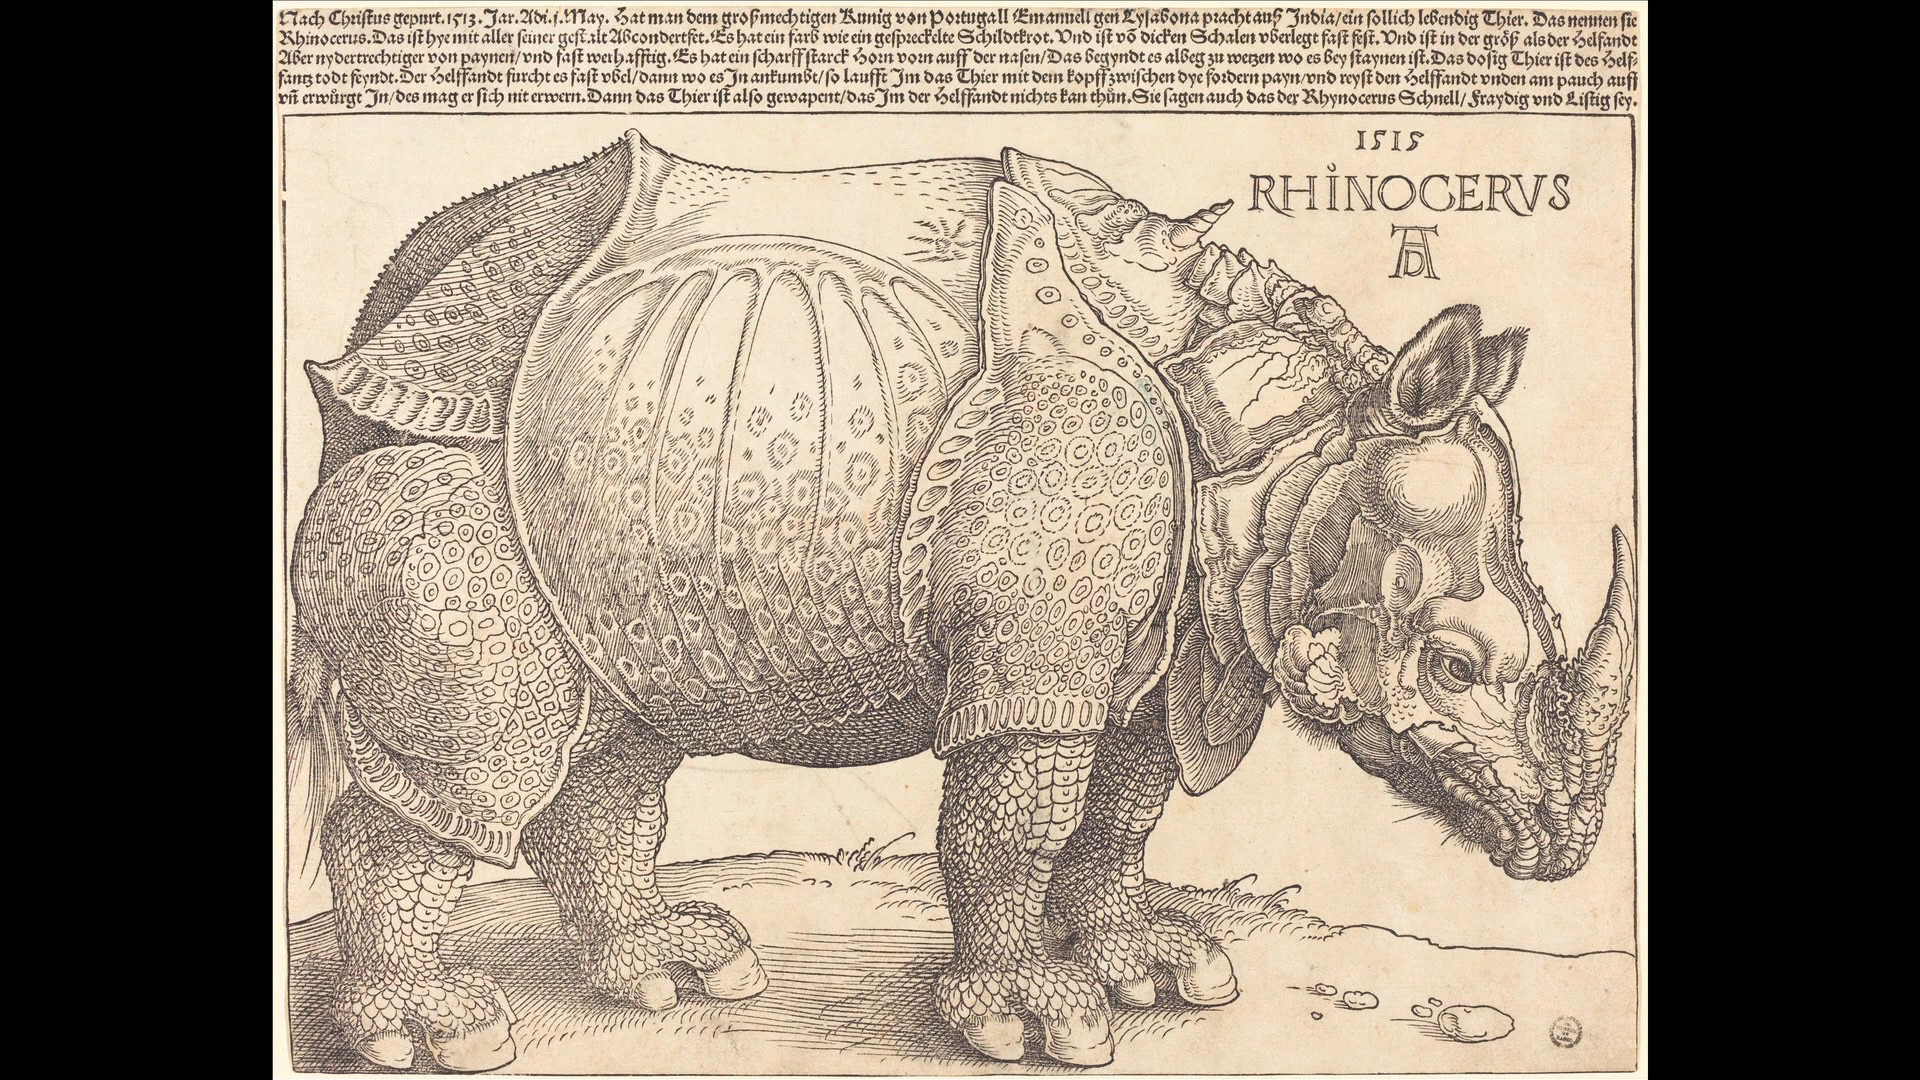 Nach Christus gepurt. 1513. Jar. Adi. j. May. Hat man dem großmechtigen Kunig von Portugall Emanuell gen Lysabona pracht auß India/ein sollich lebendig Thier. Das nennen sie
Rhinocerus. Das ist hye mit aller seiner gestalt Abcondertfet. Es hat ein farb wie ein gespreckelte Schildtkrot. Vnd ist vō dicken Schalen vberlegt fast fest. Vnd ist in der größ als der Helfandt
Aber nydertrechtiger von paynen/vnd fast werhafftig. Es hat ein scharff starck Horn vorn auff der nasen/Das begyndt es albeg zu wetzen wo es bey staynen ist. Das dosig Thier ist des Helf-
fantz todt feyndt. Der Helffandt furcht es fast vbel/dann wo es In ankumbt/so laufft Im das Thier mit dem kopff zwischen dye fordern payn/vnd reyst den Helffandt vnden am pauch auff
vn̄ erwürgt In/des mag er sich nit erwern. Dann das Thier ist also gewapent/das Im der Helffandt nichts kan thůn. Sie sagen auch das der Rhynocerus Schnell/Fraydig vnd Listig sey.
1515
RHINOCERVS
AD